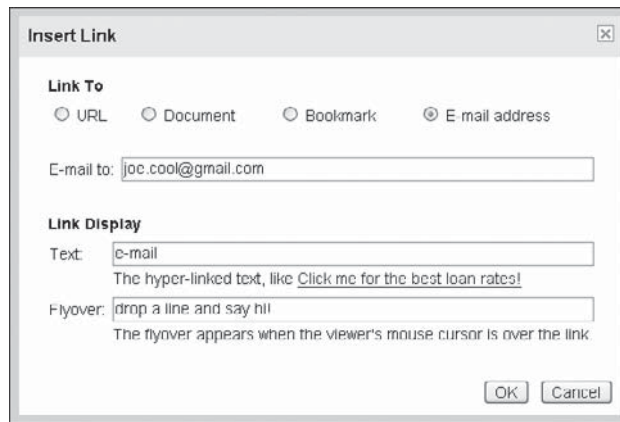 Insert Link
Link To
URL Document Bookmark E-mail address
E-mail to: joe.cool@gmail.com
Link Display
Text: e-mail
The hyper-linked text, like Click me for the best loan rates!
Flyover: drop a line and say hi!
The flyover appears when the viewer's mouse cursor is over the link
OK Cancel